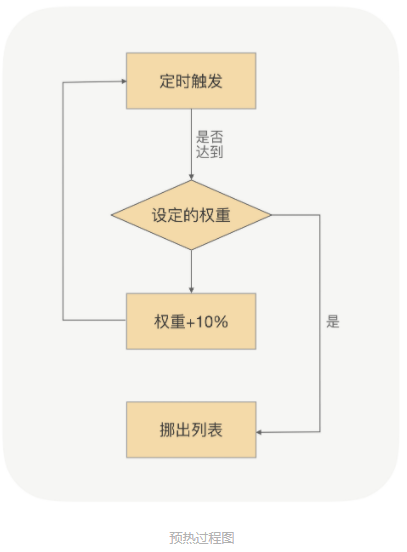 定时触发
是否
达到
设定的权重
权重+10%
是
挪出列表
预热过程图